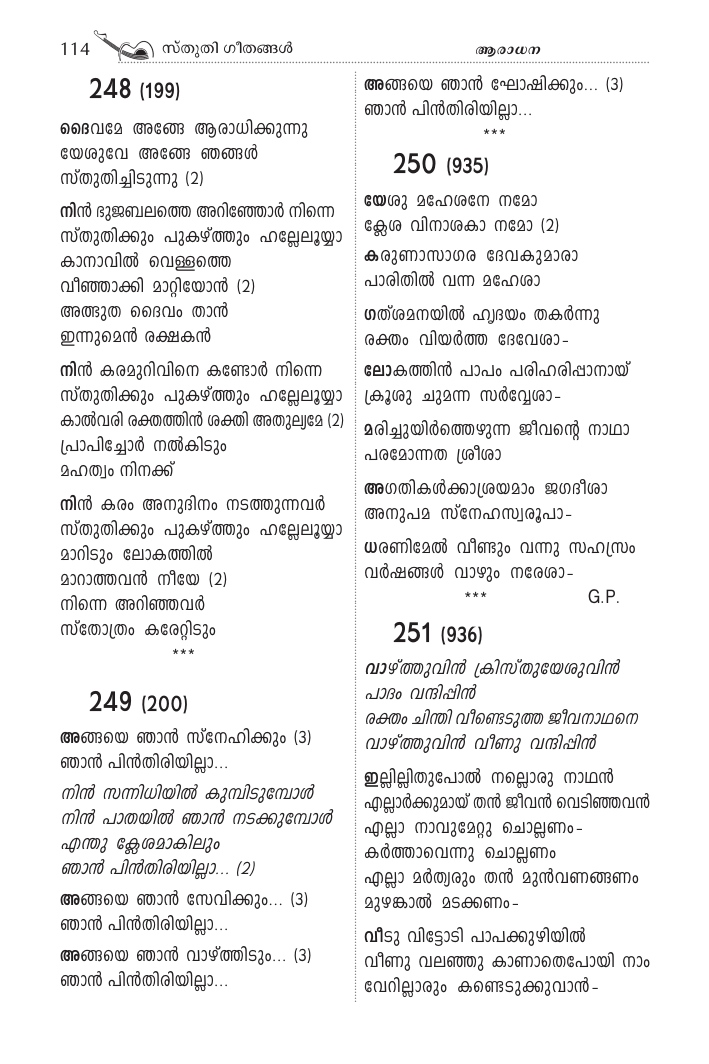 114 സ്തുതി ഗീതങ്ങൾ ആരാധന
248 (199)
ദൈവമേ അങ്ങേ ആരാധിക്കുന്നു
യേശുവേ അങ്ങേ ഞങ്ങൾ
സ്തുതിച്ചിടുന്നു (2)
നിൻ ഭുജബലത്തെ അറിഞ്ഞോർ നിന്നെ
സ്തുതിക്കും പുകഴ്ത്തും ഹല്ലേലൂയ്യാ
കാനാവിൽ വെള്ളത്തെ
വീഞ്ഞാക്കി മാറ്റിയോൻ (2)
അത്ഭുത ദൈവം താൻ
ഇന്നുമെൻ രക്ഷകൻ
നിൻ കരമുറിവിനെ കണ്ടോർ നിന്നെ
സ്തുതിക്കും പുകഴ്ത്തും ഹല്ലേലൂയ്യാ
കാൽവരി രക്തത്തിൻ ശക്തി അതുല്യമേ (2)
പ്രാപിച്ചോർ നൽകിടും
മഹത്വം നിനക്ക്
നിൻ കരം അനുദിനം നടത്തുന്നവർ
സ്തുതിക്കും പുകഴ്ത്തും ഹല്ലേലൂയ്യാ
മാറിടും ലോകത്തിൽ
മാറാത്തവൻ നീയേ (2)
നിന്നെ അറിഞ്ഞവർ
സ്തോത്രം കരേറ്റിടും
***
249 (200)
അങ്ങയെ ഞാൻ സ്നേഹിക്കും (3)
ഞാൻ പിൻതിരിയില്ലാ...
നിൻ സന്നിധിയിൽ കുമ്പിടുമ്പോൾ
നിൻ പാതയിൽ ഞാൻ നടക്കുമ്പോൾ
എന്തു ക്ലേശമാകിലും
ഞാൻ പിൻതിരിയില്ലാ... (2)
അങ്ങയെ ഞാൻ സേവിക്കും... (3)
ഞാൻ പിൻതിരിയില്ലാ...
അങ്ങയെ ഞാൻ വാഴ്ത്തിടും... (3)
ഞാൻ പിൻതിരിയില്ലാ...
അങ്ങയെ ഞാൻ ഘോഷിക്കും... (3)
ഞാൻ പിൻതിരിയില്ലാ...
***
250 (935)
യേശു മഹേശനേ നമോ
ക്ലേശ വിനാശകാ നമോ (2)
കരുണാസാഗര ദേവകുമാരാ
പാരിതിൽ വന്ന മഹേശാ
ഗത്ശമനയിൽ ഹൃദയം തകർന്നു
രക്തം വിയർത്ത ദേവേശാ-
ലോകത്തിൻ പാപം പരിഹരിപ്പാനായ്
ക്രൂശു ചുമന്ന സർവ്വേശാ-
മരിച്ചുയിർത്തെഴുന്ന ജീവന്റെ നാഥാ
പരമോന്നത ശ്രീശാ
അഗതികൾക്കാശ്രയമാം ജഗദീശാ
അനുപമ സ്നേഹസ്വരൂപാ-
ധരണിമേൽ വീണ്ടും വന്നു സഹസ്രം
വർഷങ്ങൾ വാഴും നരേശാ-
*** G.P.
251 (936)
വാഴ്ത്തുവിൻ ക്രിസ്തുയേശുവിൻ
പാദം വന്ദിപ്പിൻ
രക്തം ചിന്തി വീണ്ടെടുത്ത ജീവനാഥനെ
വാഴ്ത്തുവിൻ വീണു വന്ദിപ്പിൻ
ഇല്ലില്ലിതുപോൽ നല്ലൊരു നാഥൻ
എല്ലാർക്കുമായ് തൻ ജീവൻ വെടിഞ്ഞവൻ
എല്ലാ നാവുമേറ്റു ചൊല്ലണം-
കർത്താവെന്നു ചൊല്ലണം
എല്ലാ മർത്യരും തൻ മുൻവണങ്ങണം
മുഴങ്കാൽ മടക്കണം-
വീടു വിട്ടോടി പാപക്കുഴിയിൽ
വീണു വലഞ്ഞു കാണാതെപോയി നാം
വേറില്ലാരും കണ്ടെടുക്കുവാൻ-